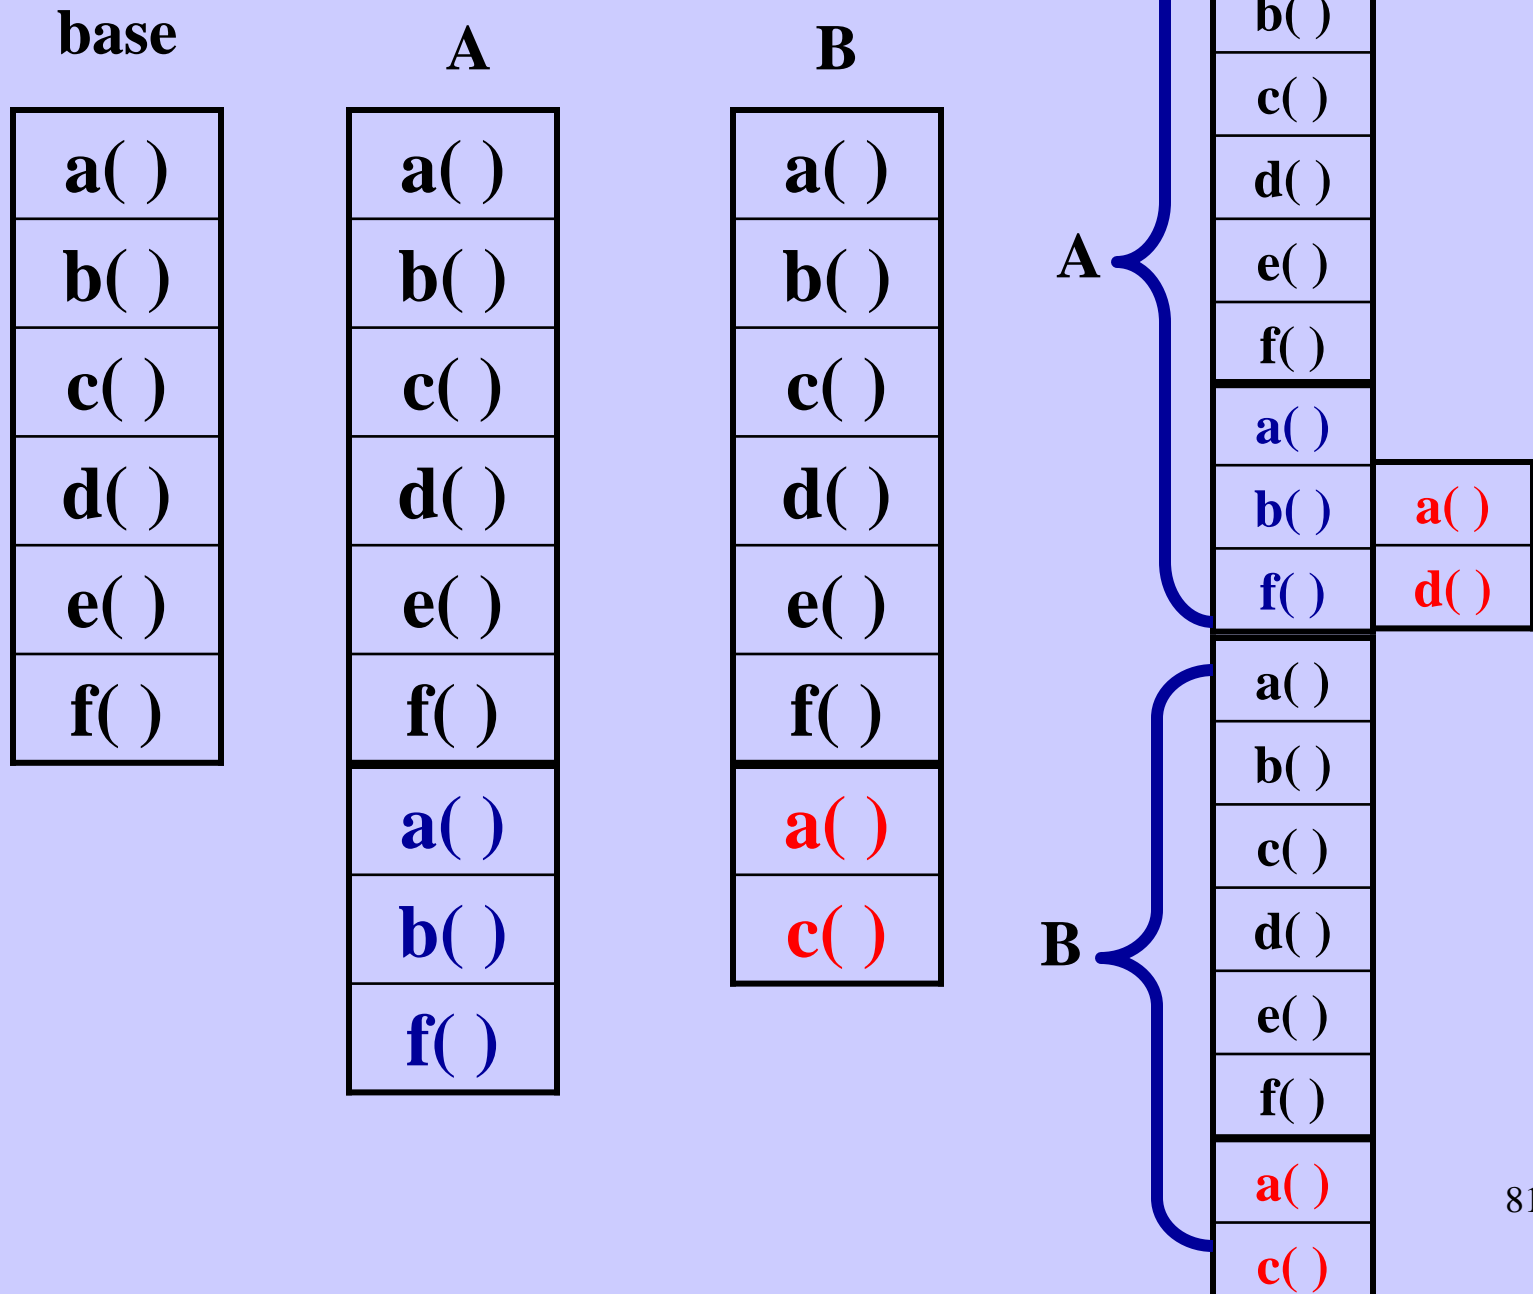 base
a( )
b( )
c( )
d( )
e( )
f( )
A
a( )
b( )
c( )
d( )
e( )
f( )
a( )
b( )
f( )
B
a( )
b( )
c( )
d( )
e( )
f( )
a( )
c( )
A
b( )
c( )
d( )
e( )
f( )
a( )
b( )
f( )
a( )
d( )
B
a( )
b( )
c( )
d( )
e( )
f( )
a( )
c( )
81